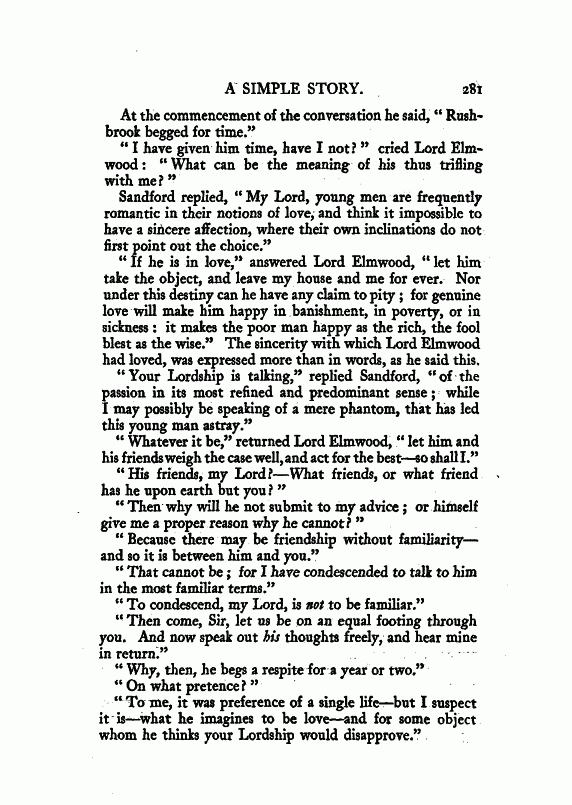 A SIMPLE STORY. 281
At the commencement of the conversation he said, “ Rush-
brook begged for time.”
“ I have given him time, have I not? ” cried Lord Elm-
wood : “ What can be the meaning of his thus trifling
with me? ”
Sandford replied, “ My Lord, young men are frequently
romantic in their notions of love, and think it impossible to
have a sincere affection, where their own inclinations do not
first point out the choice.”
“ If he is in love,” answered Lord Elmwood, “ let him
take the object, and leave my house and me for ever. Nor
under this destiny can he have any claim to pity ; for genuine
love will make him happy in banishment, in poverty, or in
sickness : it makes the poor man happy as the rich, the fool
blest as the wise.” The sincerity with which Lord Elmwood
had loved, was expressed more than in words, as he said this.
“ Your Lordship is talking,” replied Sandford, “ of the
passion in its most refined and predominant sense ; while
I may possibly be speaking of a mere phantom, that has led
this young man astray.”
“ Whatever it be,” returned Lord Elmwood, “ let him and
his friends weigh the case well, and act for the best—so shall I.”
“ His friends, my Lord?—What friends, or what friend
has he upon earth but you? ”
“ Then why will he not submit to my advice ; or himself
give me a proper reason why he cannot? ”
“ Because there may be friendship without familiarity—
and so it is between him and you.”
“ That cannot be ; for I have condescended to talk to him
in the most familiar terms.”
“ To condescend, my Lord, is not to be familiar.”
“ Then come, Sir, let us be on an equal footing through
you. And now speak out his thoughts freely, and hear mine
in return.”
“ Why, then, he begs a respite for a year or two.”
“ On what pretence? ”
“ To me, it was preference of a single life—but I suspect
it is—what he imagines to be love—and for some object
whom he thinks your Lordship would disapprove.”